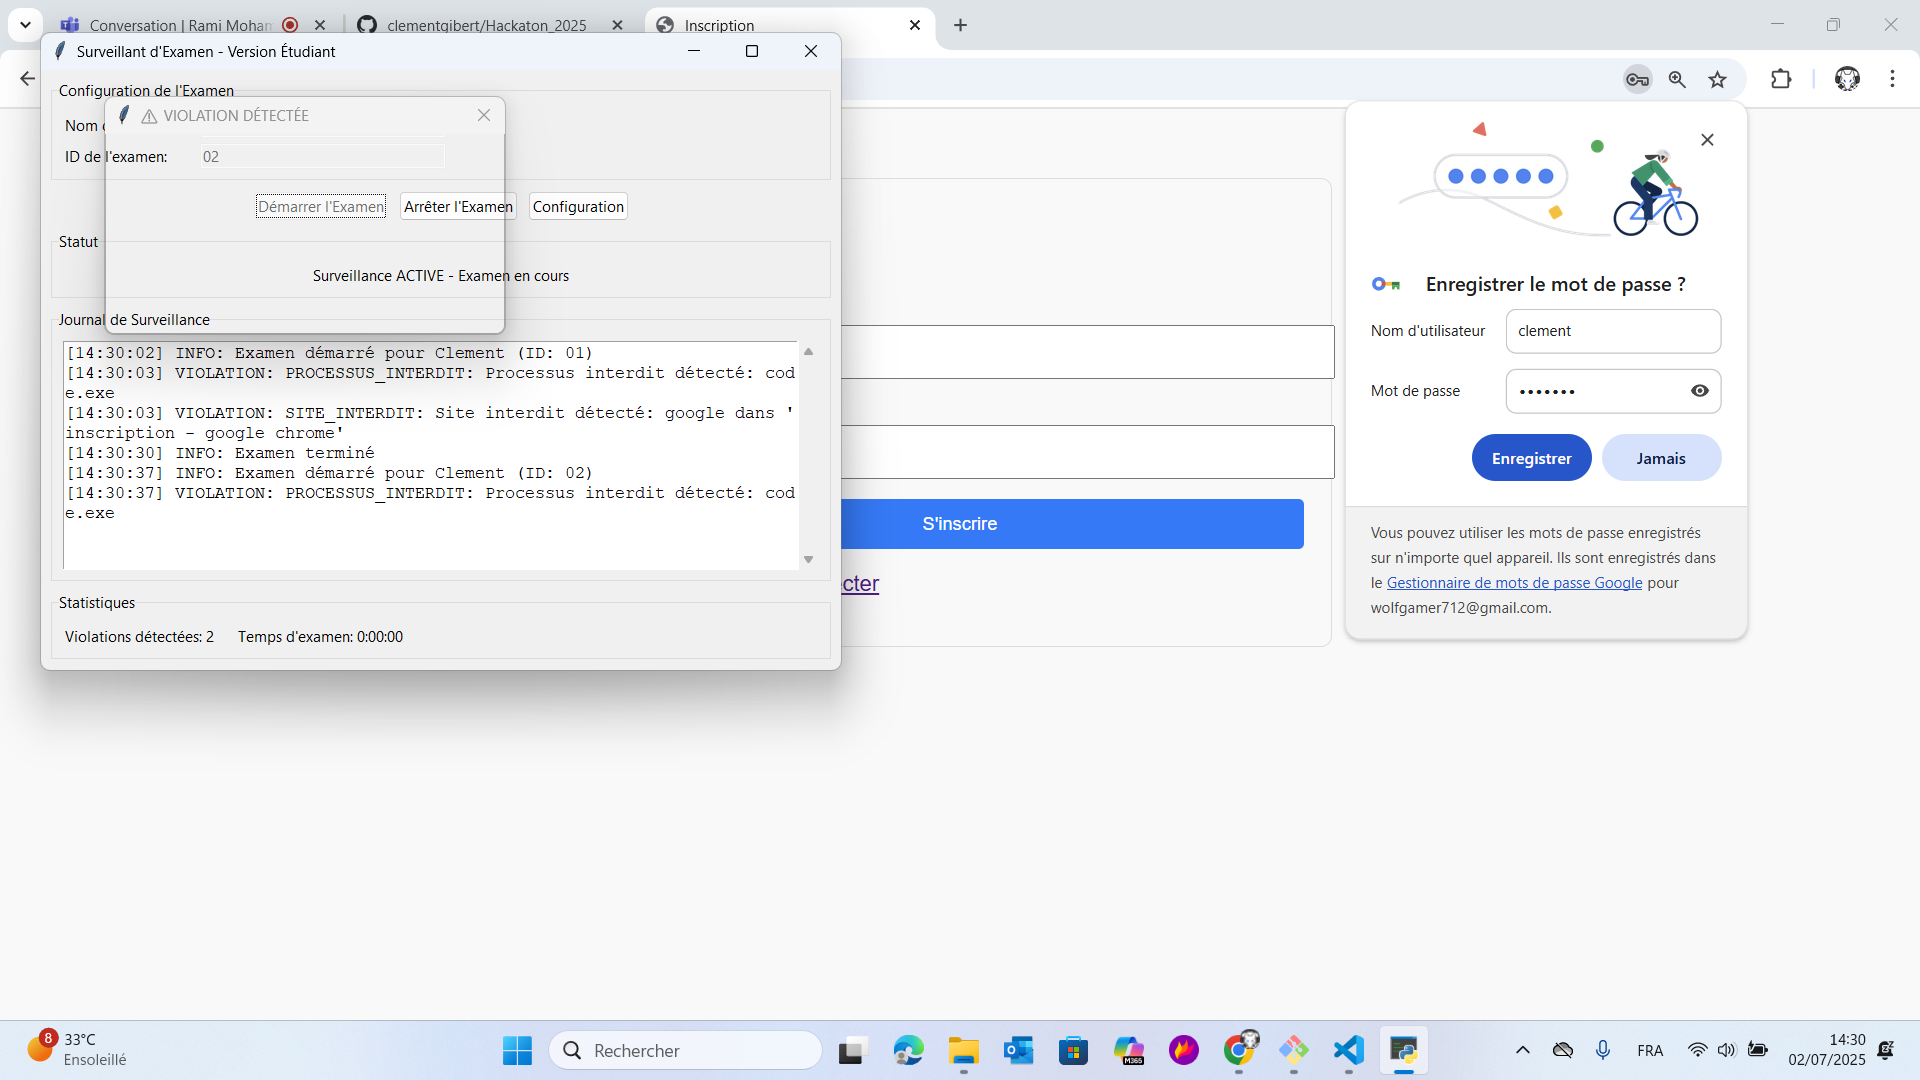 Conversation | Rami Moham
clementgibert/Hackaton_2025
Inscription
Surveillant d'Examen - Version Étudiant
Configuration de l'Examen
VIOLATION DÉTECTÉE
Nom
ID de l'examen: 02
Démarrer l'Examen Arrêter l'Examen Configuration
Statut
Surveillance ACTIVE - Examen en cours
Journal de Surveillance
[14:30:02] INFO: Examen démarré pour Clement (ID: 01)
[14:30:03] VIOLATION: PROCESSUS_INTERDIT: Processus interdit détecté: cod
e.exe
[14:30:03] VIOLATION: SITE_INTERDIT: Site interdit détecté: google dans '
inscription - google chrome'
[14:30:30] INFO: Examen terminé
[14:30:37] INFO: Examen démarré pour Clement (ID: 02)
[14:30:37] VIOLATION: PROCESSUS_INTERDIT: Processus interdit détecté: cod
e.exe
Statistiques
Violations détectées: 2 Temps d'examen: 0:00:00
S'inscrire
cter
Enregistrer le mot de passe ?
Nom d'utilisateur clement
Mot de passe •••••••
Enregistrer Jamais
Vous pouvez utiliser les mots de passe enregistrés
sur n'importe quel appareil. Ils sont enregistrés dans
le Gestionnaire de mots de passe Google pour
wolfgamer712@gmail.com.
8
33°C
Ensoleillé
Rechercher
M365
FRA
14:30
02/07/2025